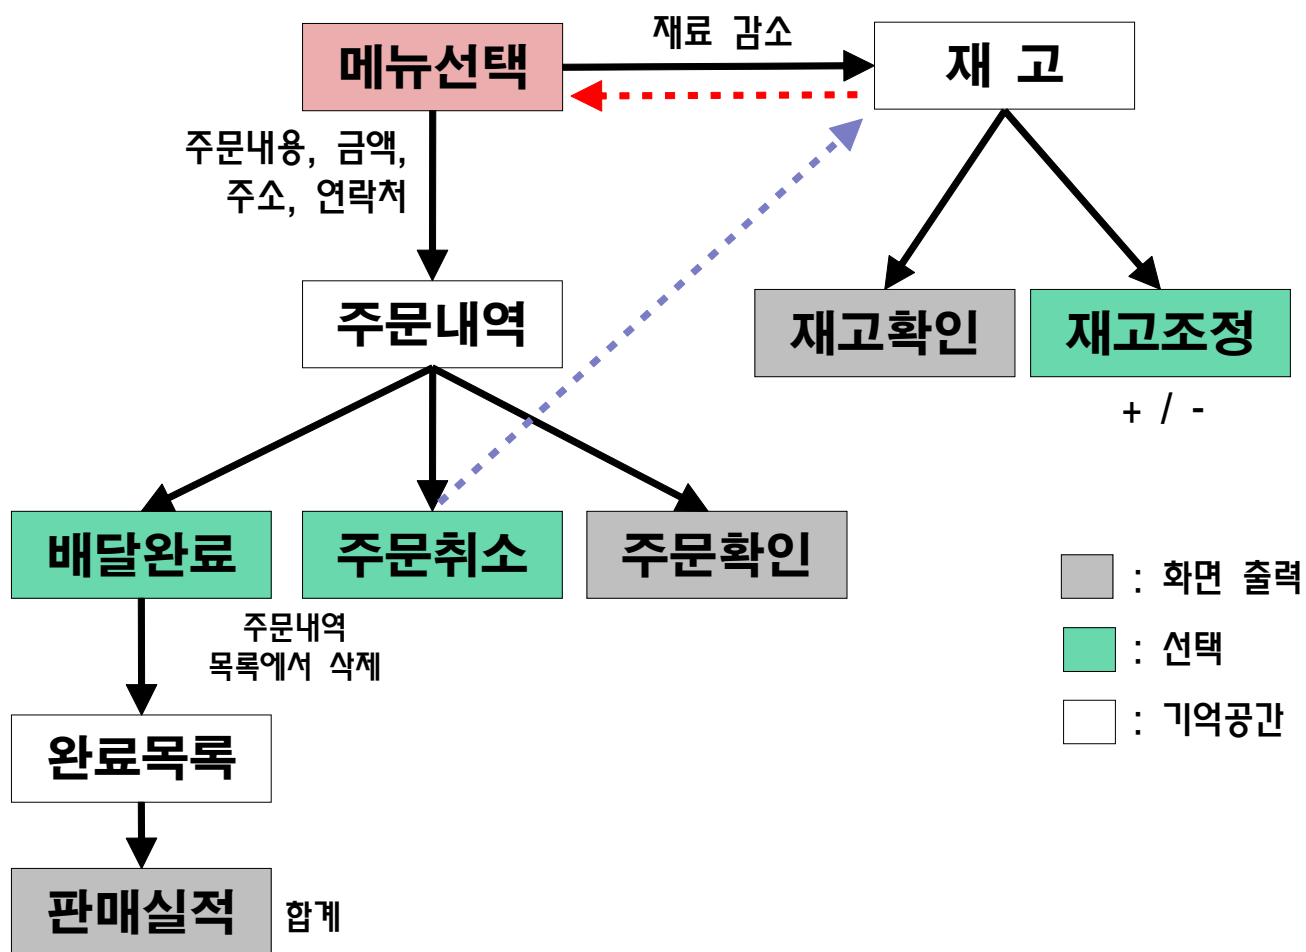 메뉴선택
재료 감소
재 고
주문내용, 금액,
주소, 연락처
주문내역
재고확인
재고조정
+ / -
배달완료
주문취소
주문확인
주문내역
목록에서 삭제
완료목록
판매실적
합계
: 화면 출력
: 선택
: 기억공간